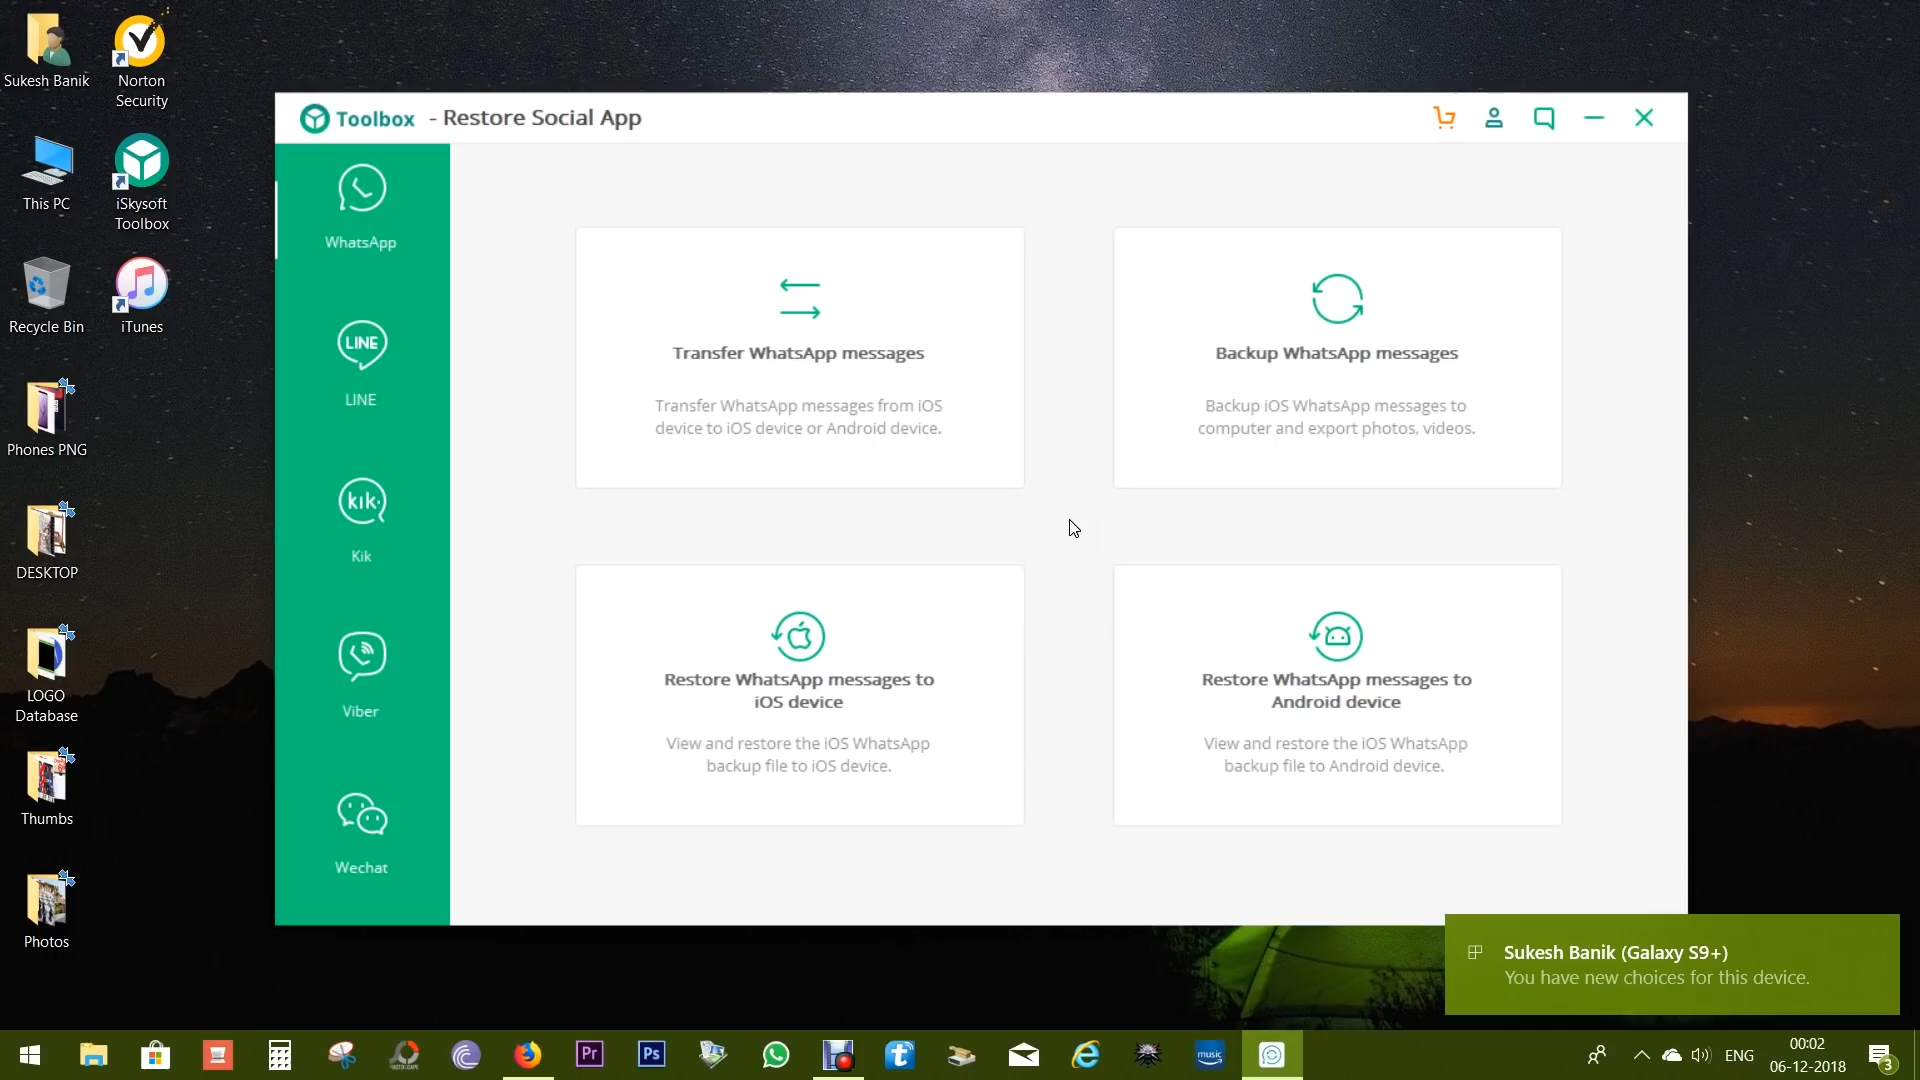 Sukesh Banik
Norton
Security
This PC
iSkysoft
Toolbox
Recycle Bin
iTunes
Phones PNG
DESKTOP
LOGO
Database
Thumbs
Photos
Toolbox - Restore Social App
WhatsApp
LINE
LINE
kik
Kik
Viber
Wechat
Transfer WhatsApp messages
Transfer WhatsApp messages from iOS
device to iOS device or Android device.
Backup WhatsApp messages
Backup iOS WhatsApp messages to
computer and export photos, videos.
Restore WhatsApp messages to
iOS device
View and restore the iOS WhatsApp
backup file to iOS device.
Restore WhatsApp messages to
Android device
View and restore the iOS WhatsApp
backup file to Android device.
Sukesh Banik (Galaxy S9+)
You have new choices for this device.
Pr
Ps
music
ENG
00:02
06-12-2018
3